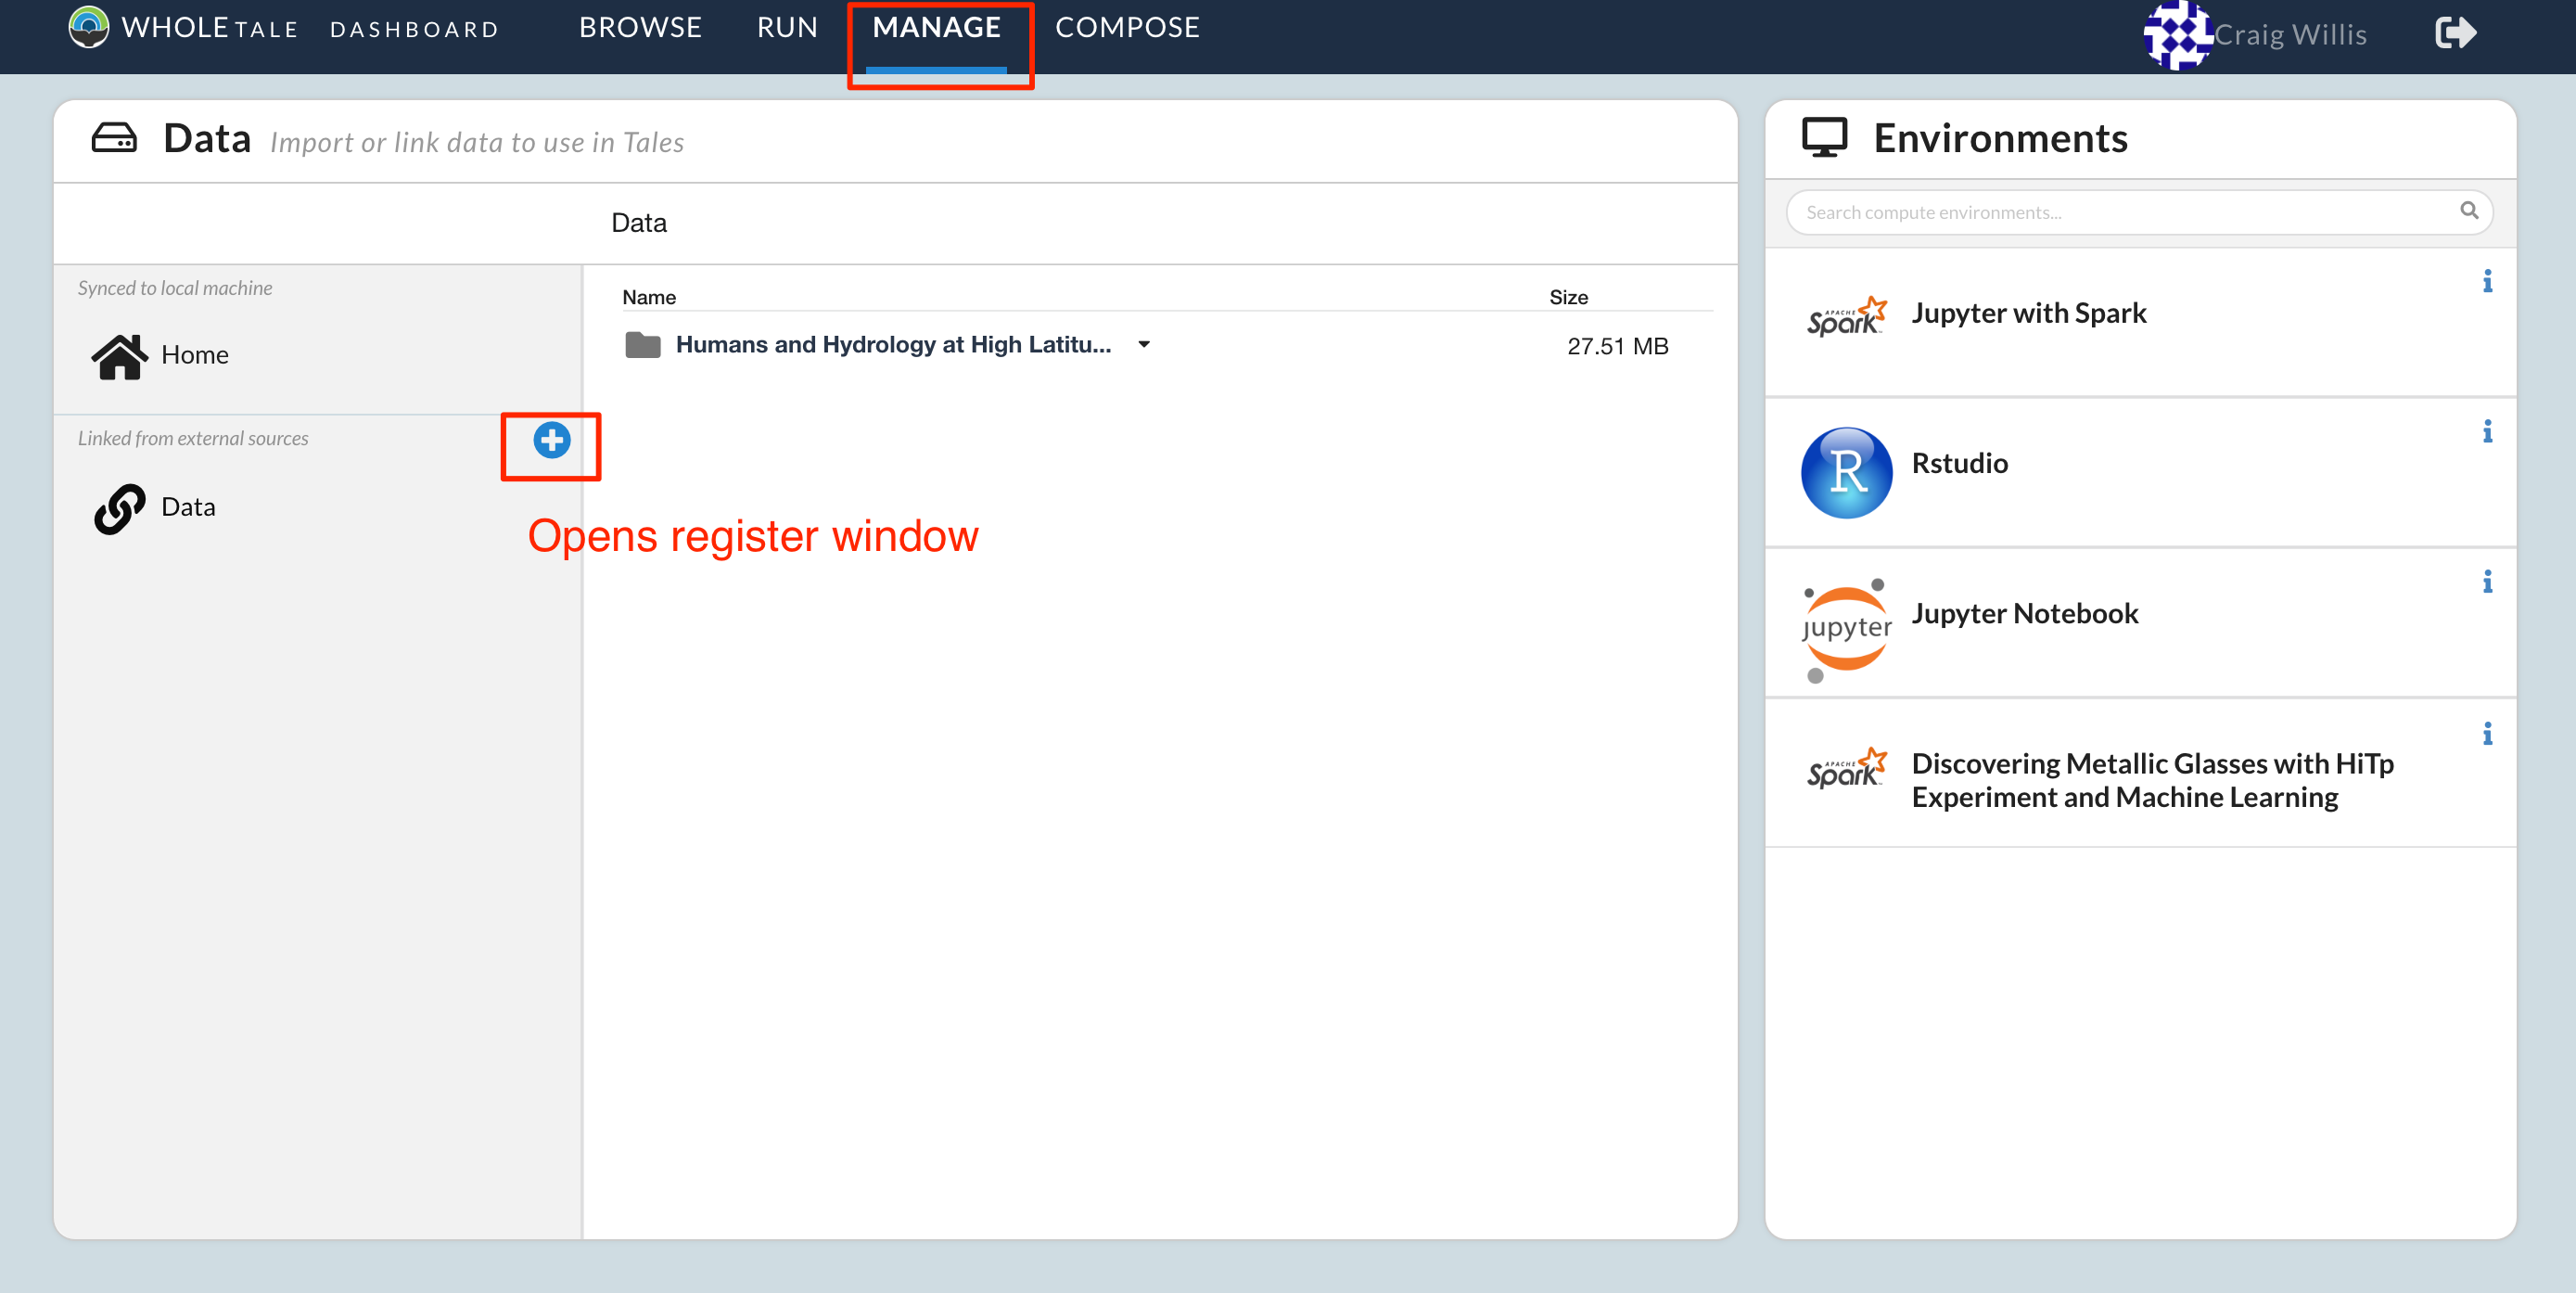 WHOLE TALE DASHBOARD BROWSE RUN MANAGE COMPOSE Craig Willis
Data Import or link data to use in Tales
Data
Synced to local machine
Home
Linked from external sources
Data
Name Size
Humans and Hydrology at High Latitu... 27.51 MB
Opens register window
Environments
Search compute environments...
APACHE Spark
Jupyter with Spark
R
Rstudio
jupyter
Jupyter Notebook
APACHE Spark
Discovering Metallic Glasses with HiTp
Experiment and Machine Learning